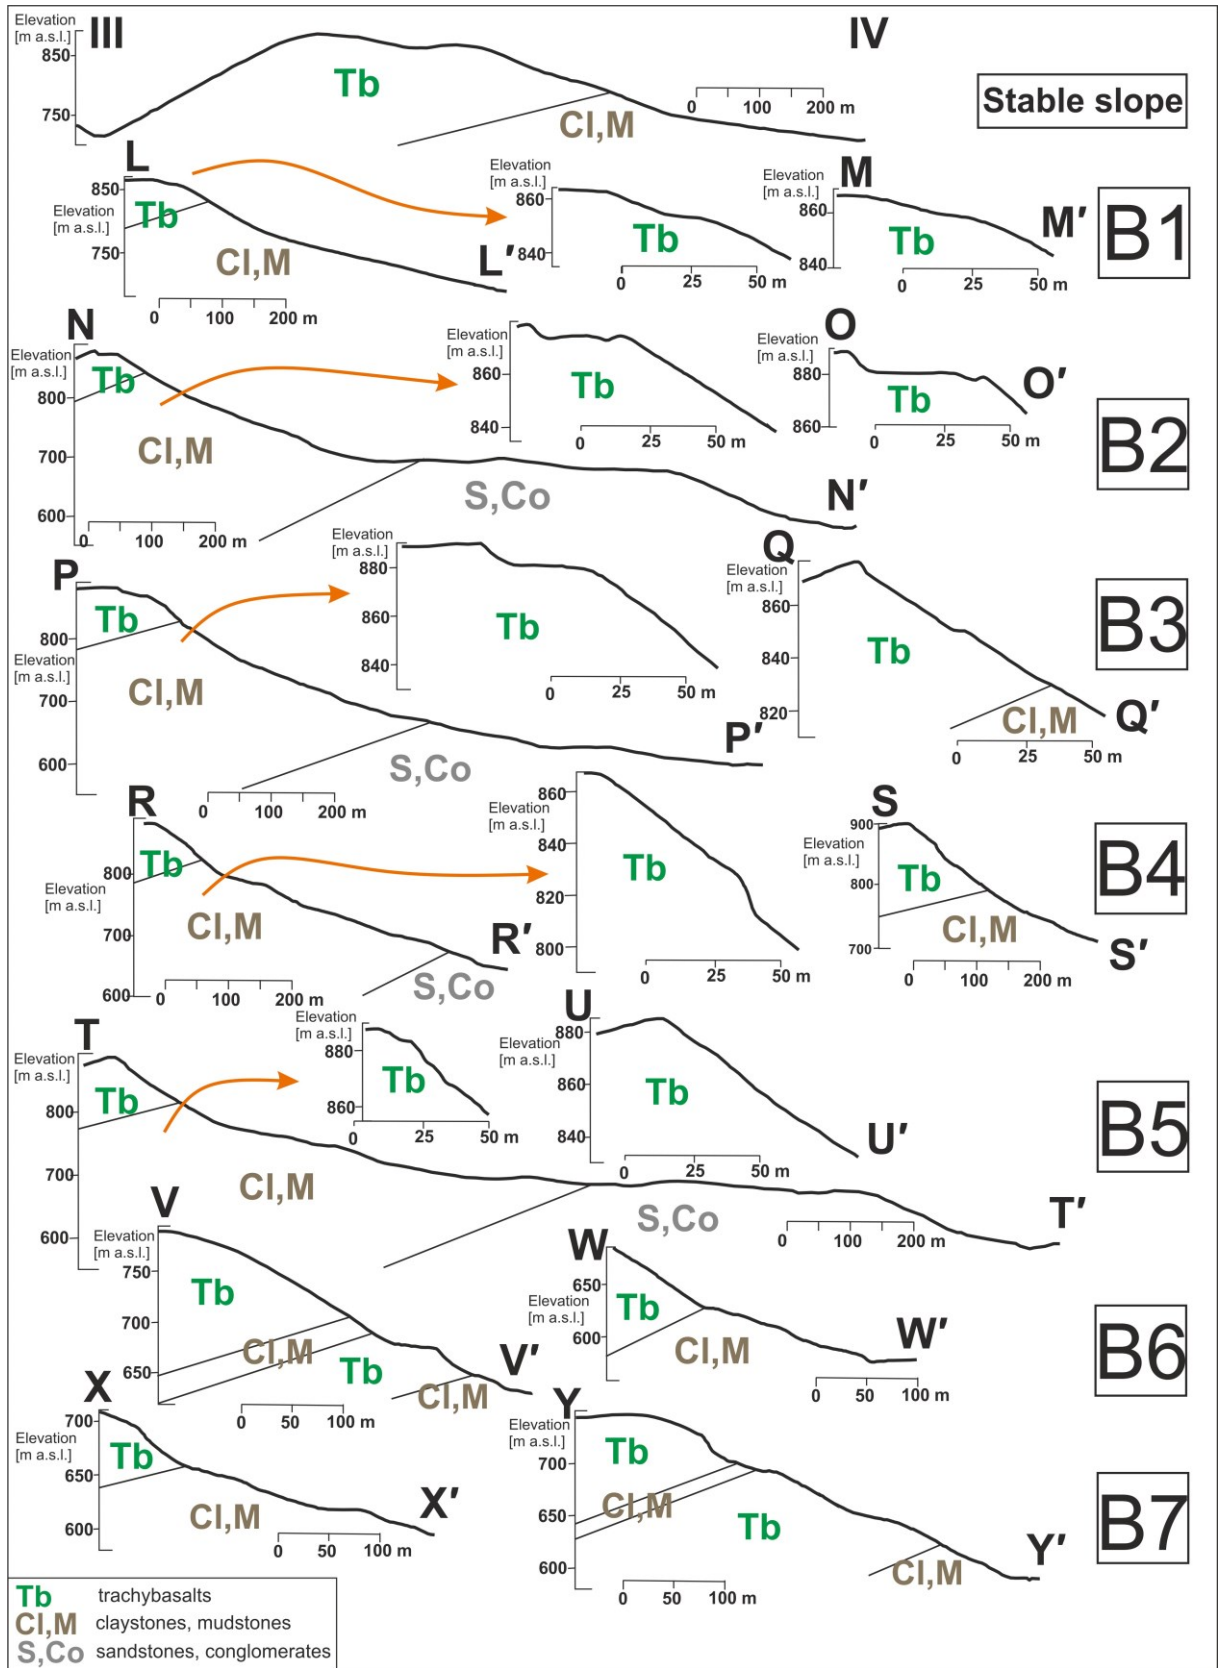 Elevation
[m a.s.l.]
III
IV
850
750
Tb
Cl,M
0 100 200 m
Stable slope
L
850
Elevation
[m a.s.l.]
750
Tb
Cl,M
L′
0 100 200 m
Elevation
[m a.s.l.]
860
840
Tb
0 25 50 m
M
Elevation
[m a.s.l.]
860
840
Tb
M′
0 25 50 m
B1
N
Elevation
[m a.s.l.]
800
700
600
Tb
Cl,M
S,Co
N′
0 100 200 m
Elevation
[m a.s.l.]
860
840
Tb
0 25 50 m
O
Elevation
[m a.s.l.]
880
860
Tb
O′
0 25 50 m
B2
P
800
Elevation
[m a.s.l.]
700
600
Tb
Cl,M
S,Co
P′
0 100 200 m
Elevation
[m a.s.l.]
880
860
840
Tb
0 25 50 m
Q
Elevation
[m a.s.l.]
860
840
820
Tb
Cl,M
Q′
0 25 50 m
B3
R
800
Elevation
[m a.s.l.]
700
600
Tb
Cl,M
S,Co
R′
0 100 200 m
860
Elevation
[m a.s.l.]
840
820
800
Tb
0 25 50 m
S
900
Elevation
[m a.s.l.]
800
700
Tb
Cl,M
S′
0 100 200 m
B4
T
Elevation
[m a.s.l.]
800
700
600
Tb
Cl,M
S,Co
T′
0 100 200 m
Elevation
[m a.s.l.]
880
860
Tb
0 25 50 m
U
880
Elevation
[m a.s.l.]
860
840
Tb
U′
0 25 50 m
B5
V
Elevation
[m a.s.l.]
750
700
650
Tb
Cl,M
Tb
Cl,M
V′
0 50 100 m
W
650
Elevation
[m a.s.l.]
600
Tb
Cl,M
W′
0 50 100 m
B6
X
700
Elevation
[m a.s.l.]
650
600
Tb
Cl,M
X′
0 50 100 m
Y
Elevation
[m a.s.l.]
700
650
600
Tb
Cl,M
Tb
Cl,M
Y′
0 50 100 m
B7
Tb trachybasalts
Cl,M claystones, mudstones
S,Co sandstones, conglomerates